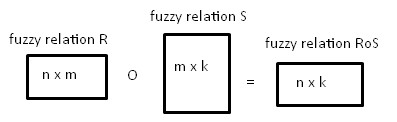 fuzzy relation S
fuzzy relation R
fuzzy relation RoS
n x m
O
m x k
=
n x k